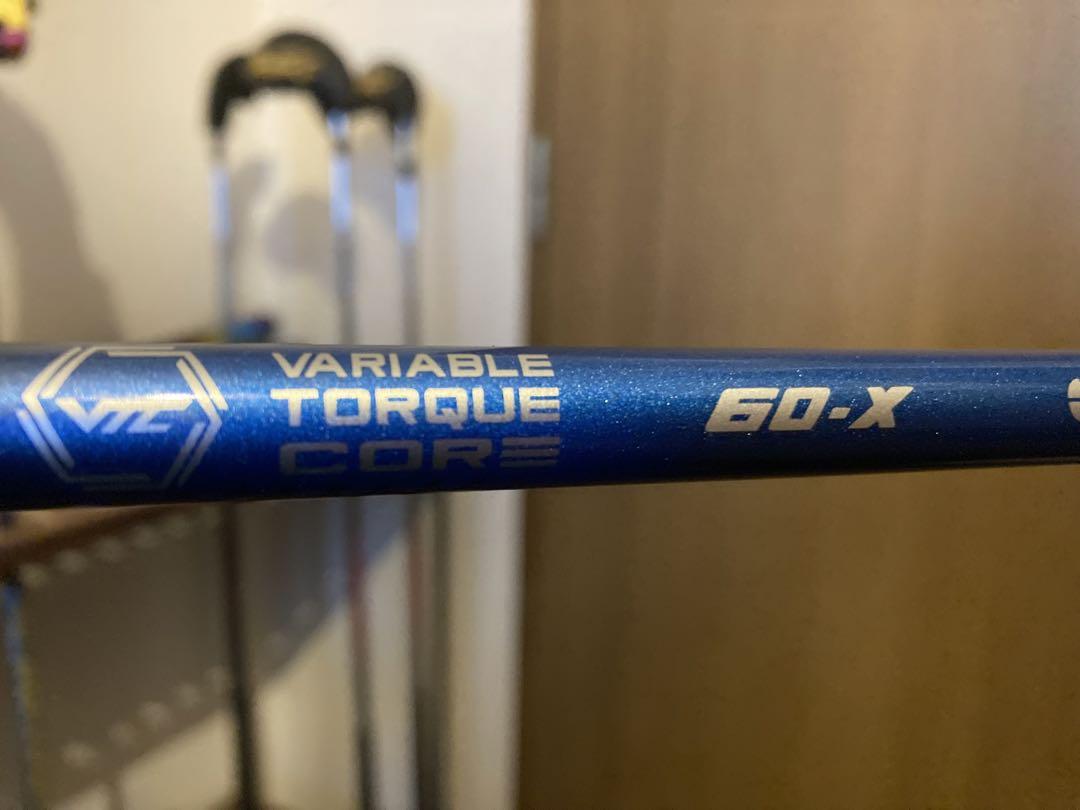 VTC
VARIABLE
TORQUE
CORE
60-X